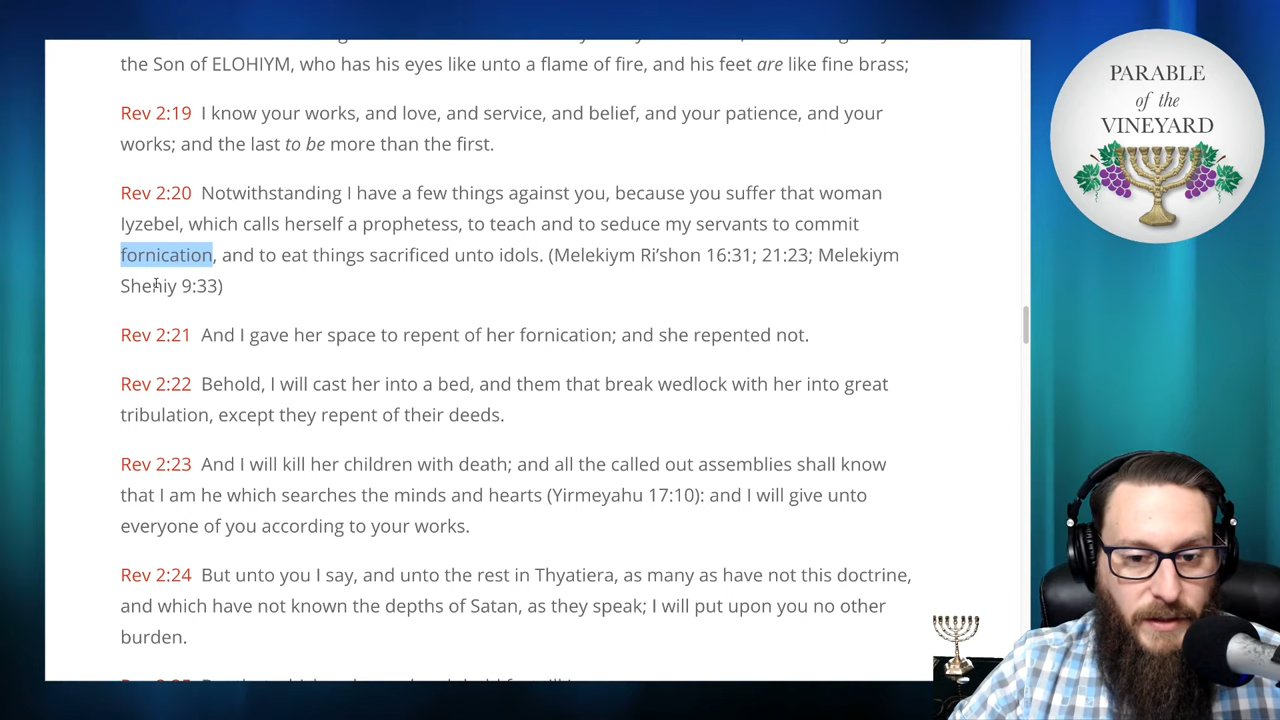 the Son of ELOHIYM, who has his eyes like unto a flame of fire, and his feet are like fine brass;
Rev 2:19 I know your works, and love, and service, and belief, and your patience, and your
works; and the last to be more than the first.
Rev 2:20 Notwithstanding I have a few things against you, because you suffer that woman
Iyzebel, which calls herself a prophetess, to teach and to seduce my servants to commit
fornication, and to eat things sacrificed unto idols. (Melekiym Ri’shon 16:31; 21:23; Melekiym
Sheniy 9:33)
Rev 2:21 And I gave her space to repent of her fornication; and she repented not.
Rev 2:22 Behold, I will cast her into a bed, and them that break wedlock with her into great
tribulation, except they repent of their deeds.
Rev 2:23 And I will kill her children with death; and all the called out assemblies shall know
that I am he which searches the minds and hearts (Yirmeyahu 17:10): and I will give unto
everyone of you according to your works.
Rev 2:24 But unto you I say, and unto the rest in Thyatiera, as many as have not this doctrine,
and which have not known the depths of Satan, as they speak; I will put upon you no other
burden.
PARABLE
of the
VINEYARD